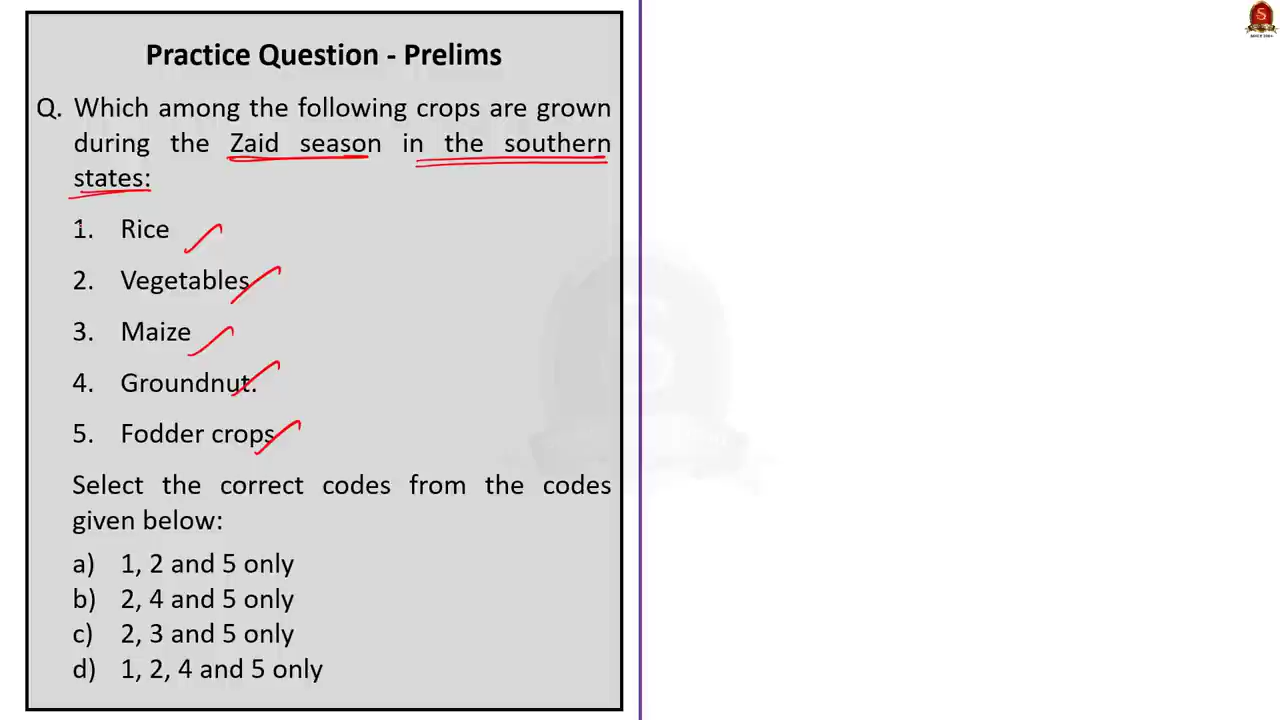 Practice Question - Prelims
Q. Which among the following crops are grown
during the Zaid season in the southern
states:
1. Rice
2. Vegetables
3. Maize
4. Groundnut.
5. Fodder crops
Select the correct codes from the codes
given below:
a) 1, 2 and 5 only
b) 2, 4 and 5 only
c) 2, 3 and 5 only
d) 1, 2, 4 and 5 only
S